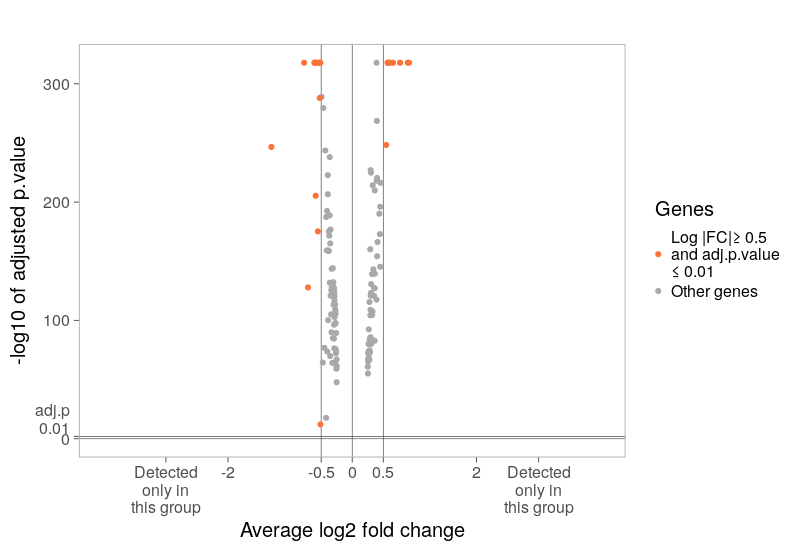 300
200
100
adj.p
0.01
0
-log10 of adjusted p.value
Detected
only in
this group
-2
-0.5
0
0.5
2
Detected
only in
this group
Average log2 fold change
Genes
Log |FC|≥ 0.5
and adj.p.value
≤ 0.01
Other genes